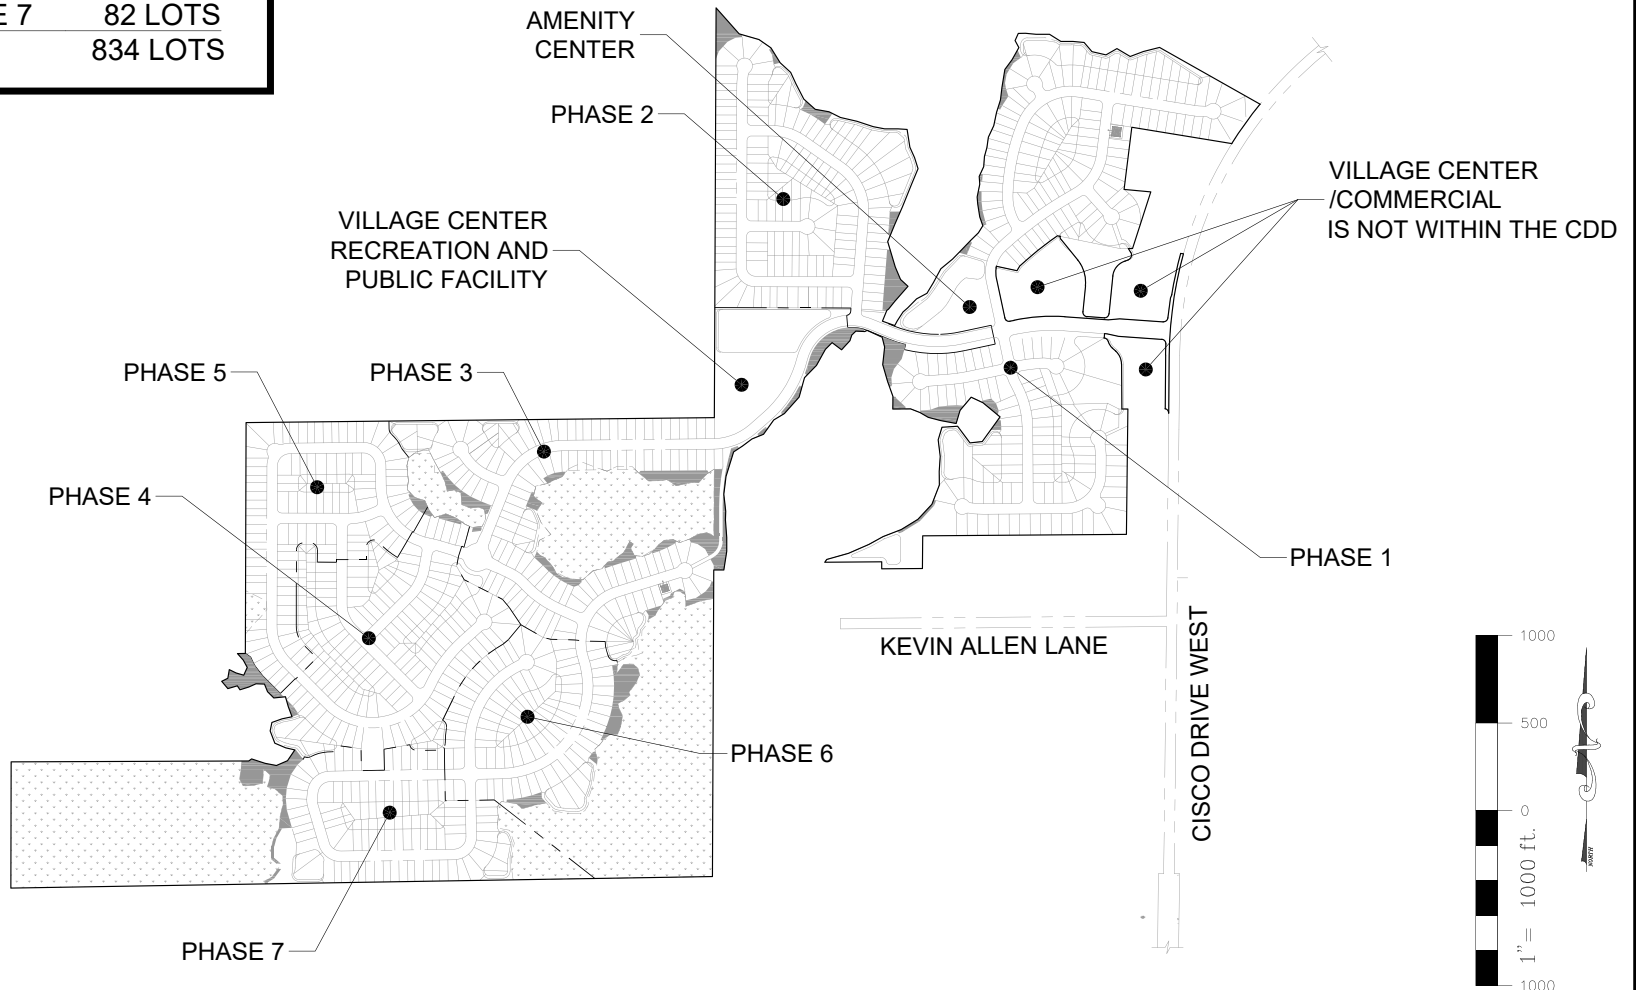 E 7 82 LOTS
834 LOTS
AMENITY
CENTER
PHASE 2
VILLAGE CENTER
/COMMERCIAL
IS NOT WITHIN THE CDD
VILLAGE CENTER
RECREATION AND
PUBLIC FACILITY
PHASE 5
PHASE 3
PHASE 4
PHASE 1
KEVIN ALLEN LANE
CISCO DRIVE WEST
PHASE 6
PHASE 7
1000
500
0
1000
1"= 1000 ft.
NORTH